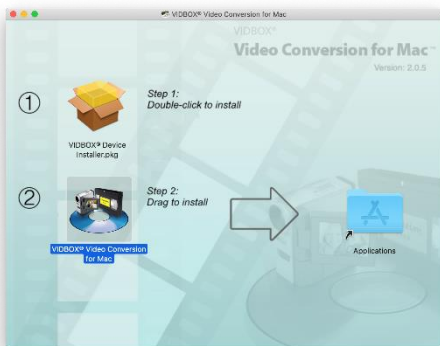 VIDBOX® Video Conversion for Mac
VIDBOX®
Video Conversion for Mac™
Version: 2.0.5
1
Step 1:
Double-click to install
VIDBOX® Device
Installer.pkg
2
Step 2:
Drag to install
VIDBOX® Video Conversion
for Mac
Applications